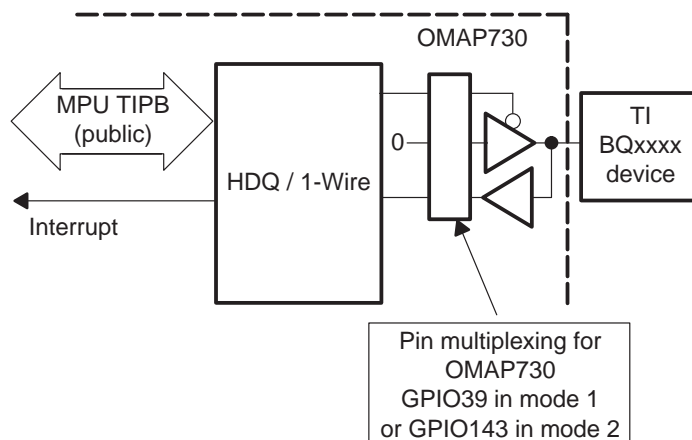 OMAP730
MPU TIPB
(public)
HDQ / 1-Wire
0
TI
BQxxxx
device
Interrupt
Pin multiplexing for
OMAP730
GPIO39 in mode 1
or GPIO143 in mode 2